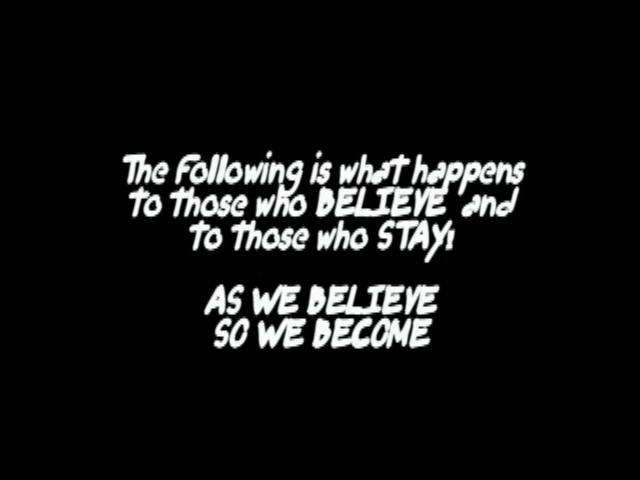 The Following is what happens
to those who BELIEVE and
to those who STAY!
AS WE BELIEVE
SO WE BECOME